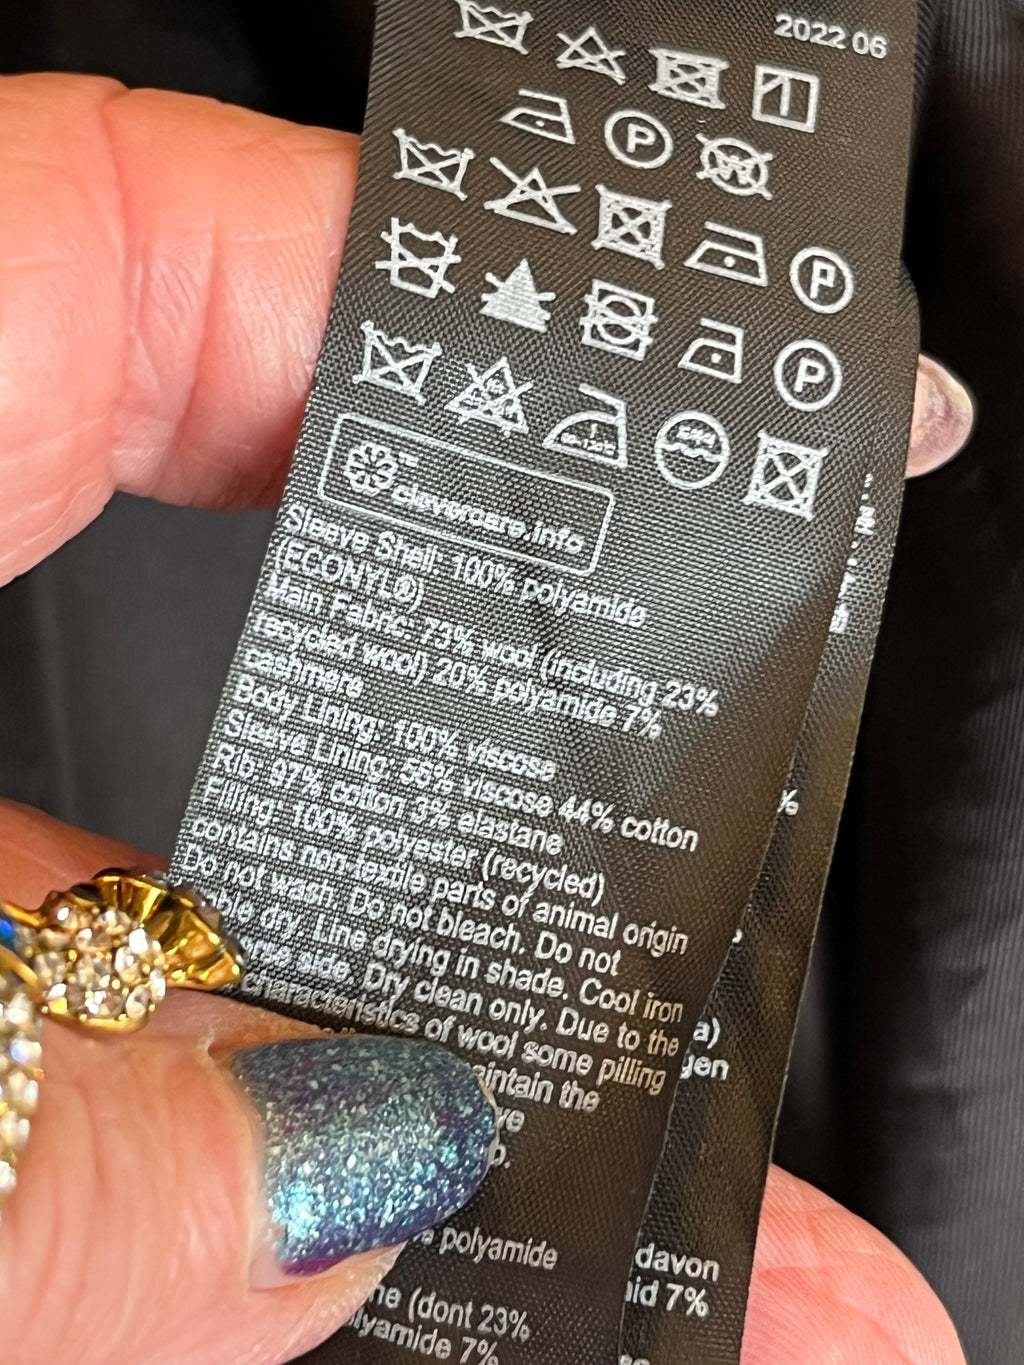 2022 06
P
W
P
P
clevercare.info
Sleeve Shell: 100% polyamide
(ECONYL®)
Main Fabric: 73% wool (including 23%
recycled wool) 20% polyamide 7%
cashmere
Body Lining: 100% viscose
Sleeve Lining: 56% viscose 44% cotton
Rib: 97% cotton 3% elastane
Filling: 100% polyester (recycled)
contains non-textile parts of animal origin
Do not wash. Do not bleach. Do not
dry. Line drying in shade. Cool iron
side. Dry clean only. Due to the
characteristics of wool some pilling
the
polyamide
(dont 23%
7%
%
a)
gen
davon
7%